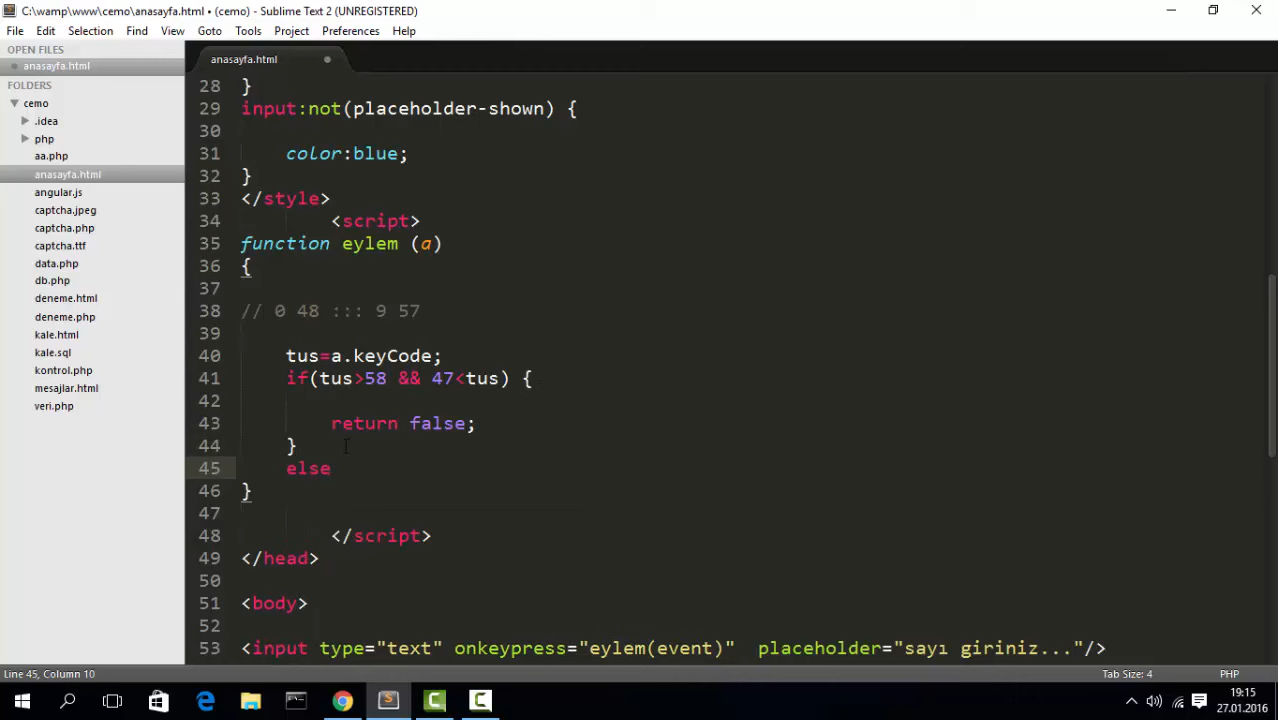 C:\wamp\www\cemo\anasayfa.html • (cemo) - Sublime Text 2 (UNREGISTERED)
File Edit Selection Find View Goto Tools Project Preferences Help
OPEN FILES
anasayfa.html
FOLDERS
cemo
.idea
php
aa.php
anasayfa.html
angular.js
captcha.jpeg
captcha.php
captcha.ttf
data.php
db.php
deneme.html
deneme.php
kale.html
kale.sql
kontrol.php
mesajlar.html
veri.php
anasayfa.html
28 }
29 input:not(placeholder-shown) {
30
31 color:blue;
32 }
33 </style>
34 <script>
35 function eylem (a)
36 {
37
38 // 0 48 ::: 9 57
39
40 tus=a.keyCode;
41 if(tus>58 && 47<tus) {
42
43 return false;
44 }
45 else
46 }
47
48 </script>
49 </head>
50
51 <body>
52
53 <input type="text" onkeypress="eylem(event)" placeholder="sayı giriniz..."/>
Line 45, Column 10 Tab Size: 4 PHP
19:15
27.01.2016